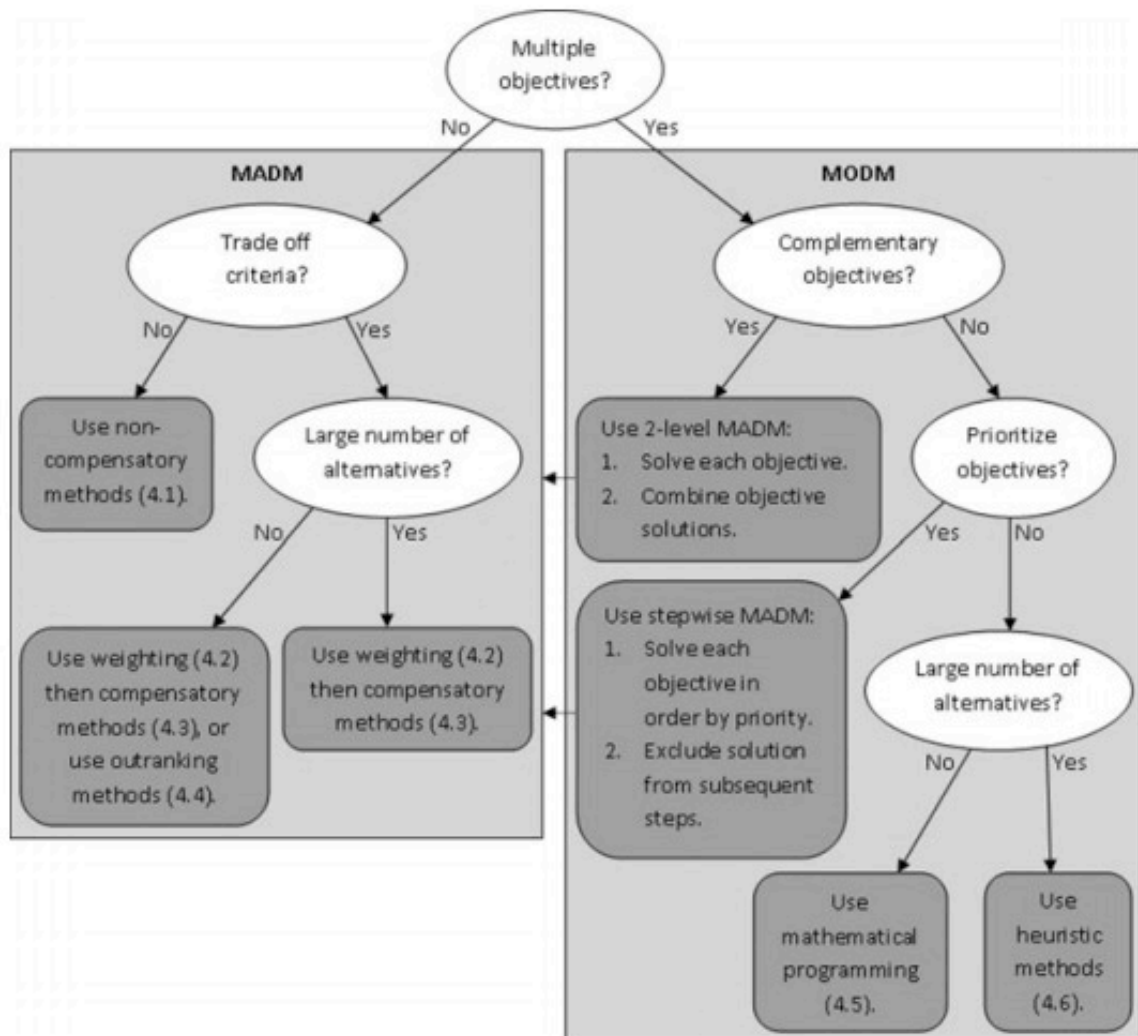 Multiple
objectives?
No
Yes
MADM
Trade off
criteria?
No
Yes
Use non-
compensatory
methods (4.1).
Large number of
alternatives?
No
Yes
Use weighting (4.2)
then compensatory
methods (4.3), or
use outranking
methods (4.4).
Use weighting (4.2)
then compensatory
methods (4.3).
MODM
Complementary
objectives?
Yes
No
Use 2-level MADM:
1. Solve each objective.
2. Combine objective
solutions.
Prioritize
objectives?
Yes
No
Use stepwise MADM:
1. Solve each
objective in
order by priority.
2. Exclude solution
from subsequent
steps.
Large number of
alternatives?
No
Yes
Use
mathematical
programming
(4.5).
Use
heuristic
methods
(4.6).